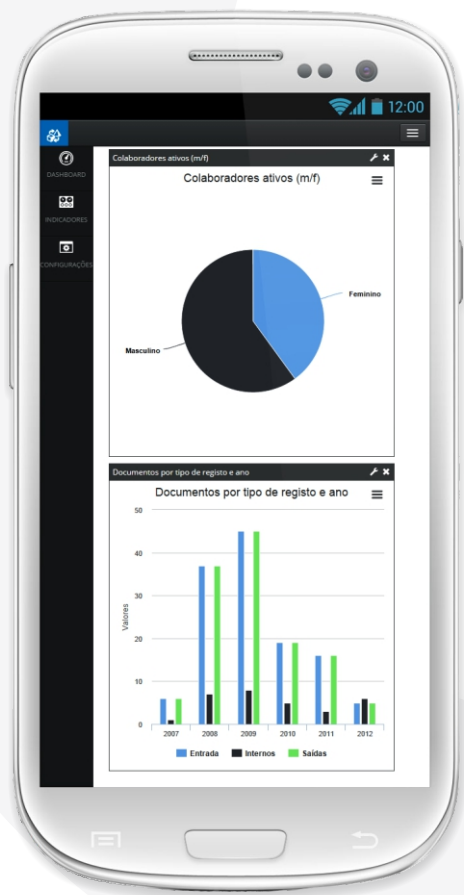 12:00
DASHBOARD
INDICADORES
CONFIGURAÇÕES
Colaboradores ativos (m/f)
Colaboradores ativos (m/f)
Feminino
Masculino
Documentos por tipo de registo e ano
Documentos por tipo de registo e ano
50
40
30
20
10
0
Valores
2007 2008 2009 2010 2011 2012
Entrada Internos Saídas